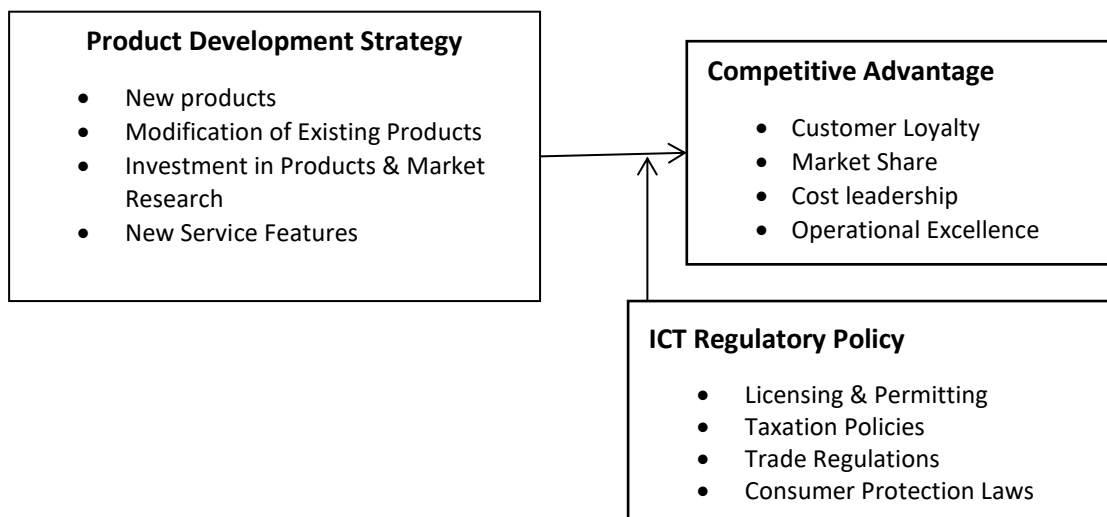 Product Development Strategy
• New products
• Modification of Existing Products
• Investment in Products & Market
Research
• New Service Features
Competitive Advantage
• Customer Loyalty
• Market Share
• Cost leadership
• Operational Excellence
ICT Regulatory Policy
• Licensing & Permitting
• Taxation Policies
• Trade Regulations
• Consumer Protection Laws